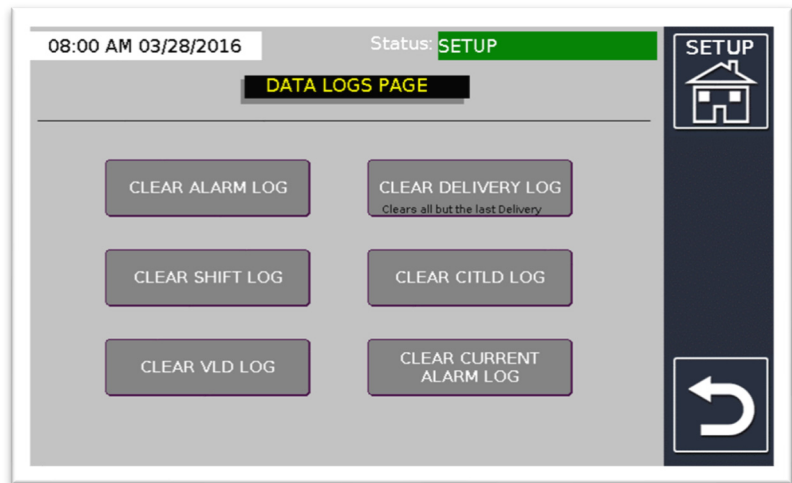 08:00 AM 03/28/2016
Status: SETUP
SETUP
DATA LOGS PAGE
CLEAR ALARM LOG
CLEAR DELIVERY LOG
Clears all but the last Delivery
CLEAR SHIFT LOG
CLEAR CITLD LOG
CLEAR VLD LOG
CLEAR CURRENT
ALARM LOG